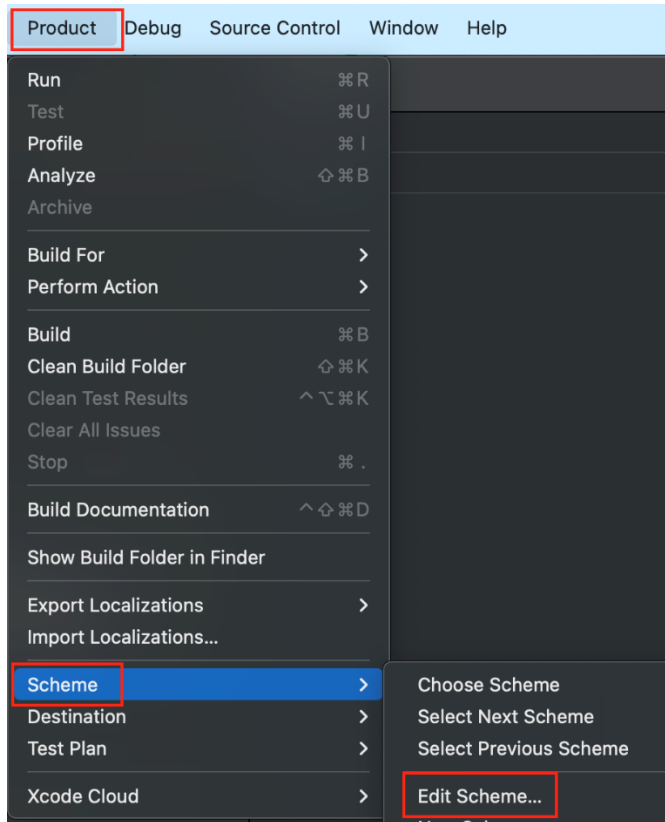 Product Debug Source Control Window Help
Run ⌘R
Test ⌘U
Profile ⌘I
Analyze ⇧⌘B
Archive
Build For >
Perform Action >
Build ⌘B
Clean Build Folder ⇧⌘K
Clean Test Results ^⌥⌘K
Clear All Issues
Stop ⌘.
Build Documentation ^⇧⌘D
Show Build Folder in Finder
Export Localizations >
Import Localizations...
Scheme >
Destination >
Test Plan >
Xcode Cloud >
Choose Scheme
Select Next Scheme
Select Previous Scheme
Edit Scheme...